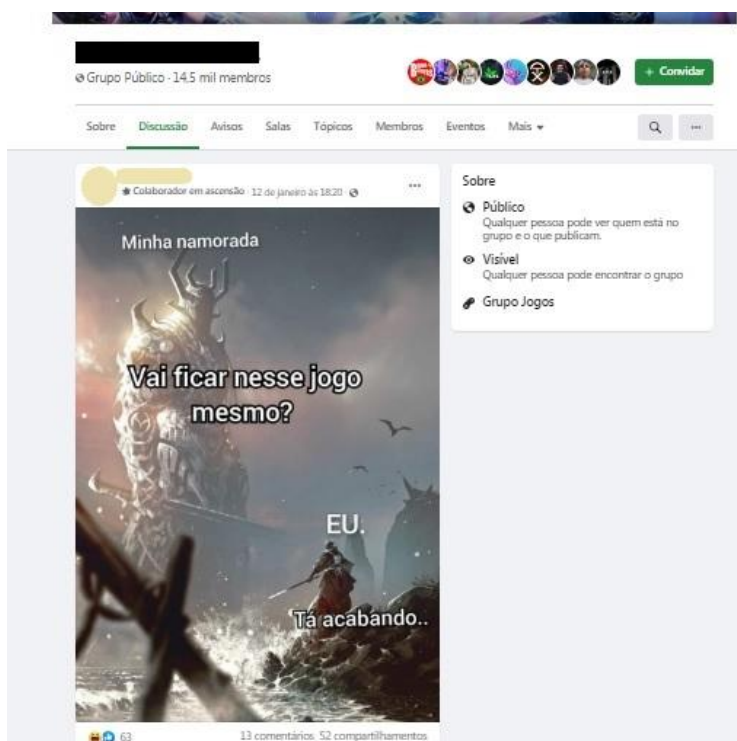 Grupo Público · 14,5 mil membros
+ Convidar
Sobre Discussão Avisos Salas Tópicos Membros Eventos Mais
Colaborador em ascensão · 12 de janeiro às 18:20 ·
Minha namorada
Vai ficar nesse jogo
mesmo?
EU.
Tá acabando..
63 13 comentários. 52 compartilhamentos
Sobre
Público
Qualquer pessoa pode ver quem está no
grupo e o que publicam.
Visível
Qualquer pessoa pode encontrar o grupo
Grupo Jogos